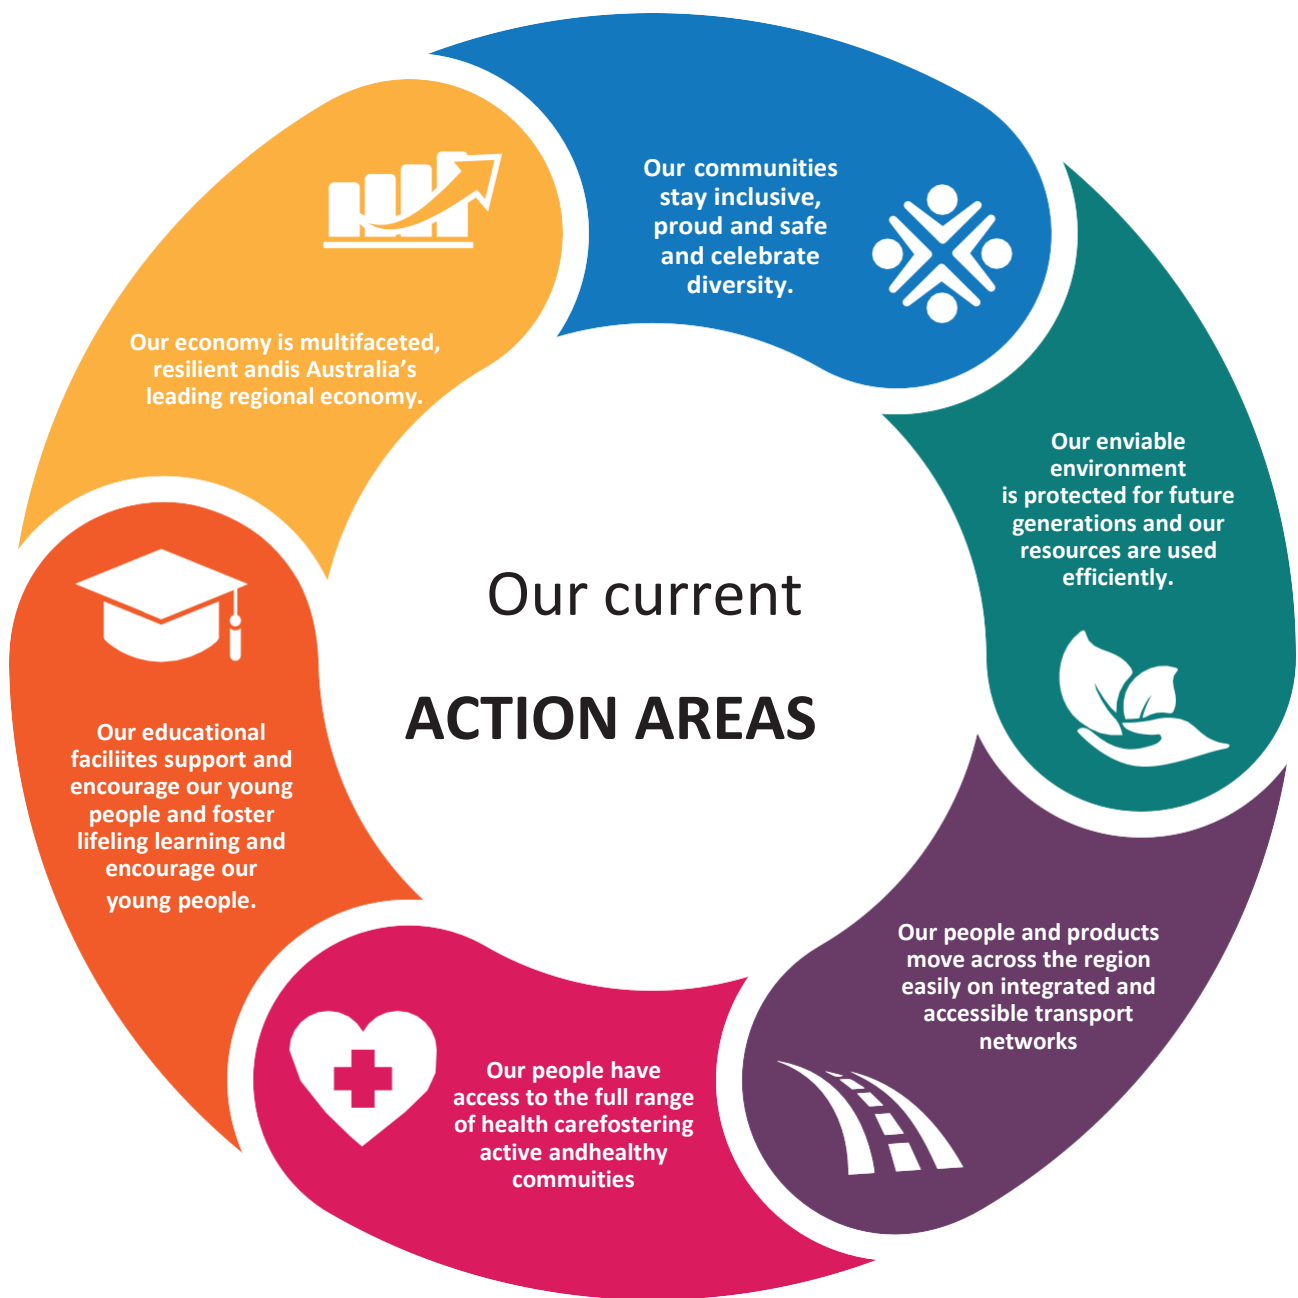 Our communities
stay inclusive,
proud and safe
and celebrate
diversity.
Our enviable
environment
is protected for future
generations and our
resources are used
efficiently.
Our people and products
move across the region
easily on integrated and
accessible transport
networks
Our people have
access to the full range
of health carefostering
active andhealthy
commuities
Our educational
faciliites support and
encourage our young
people and foster
lifeling learning and
encourage our
young people.
Our economy is multifaceted,
resilient andis Australia’s
leading regional economy.
Our current
ACTION AREAS